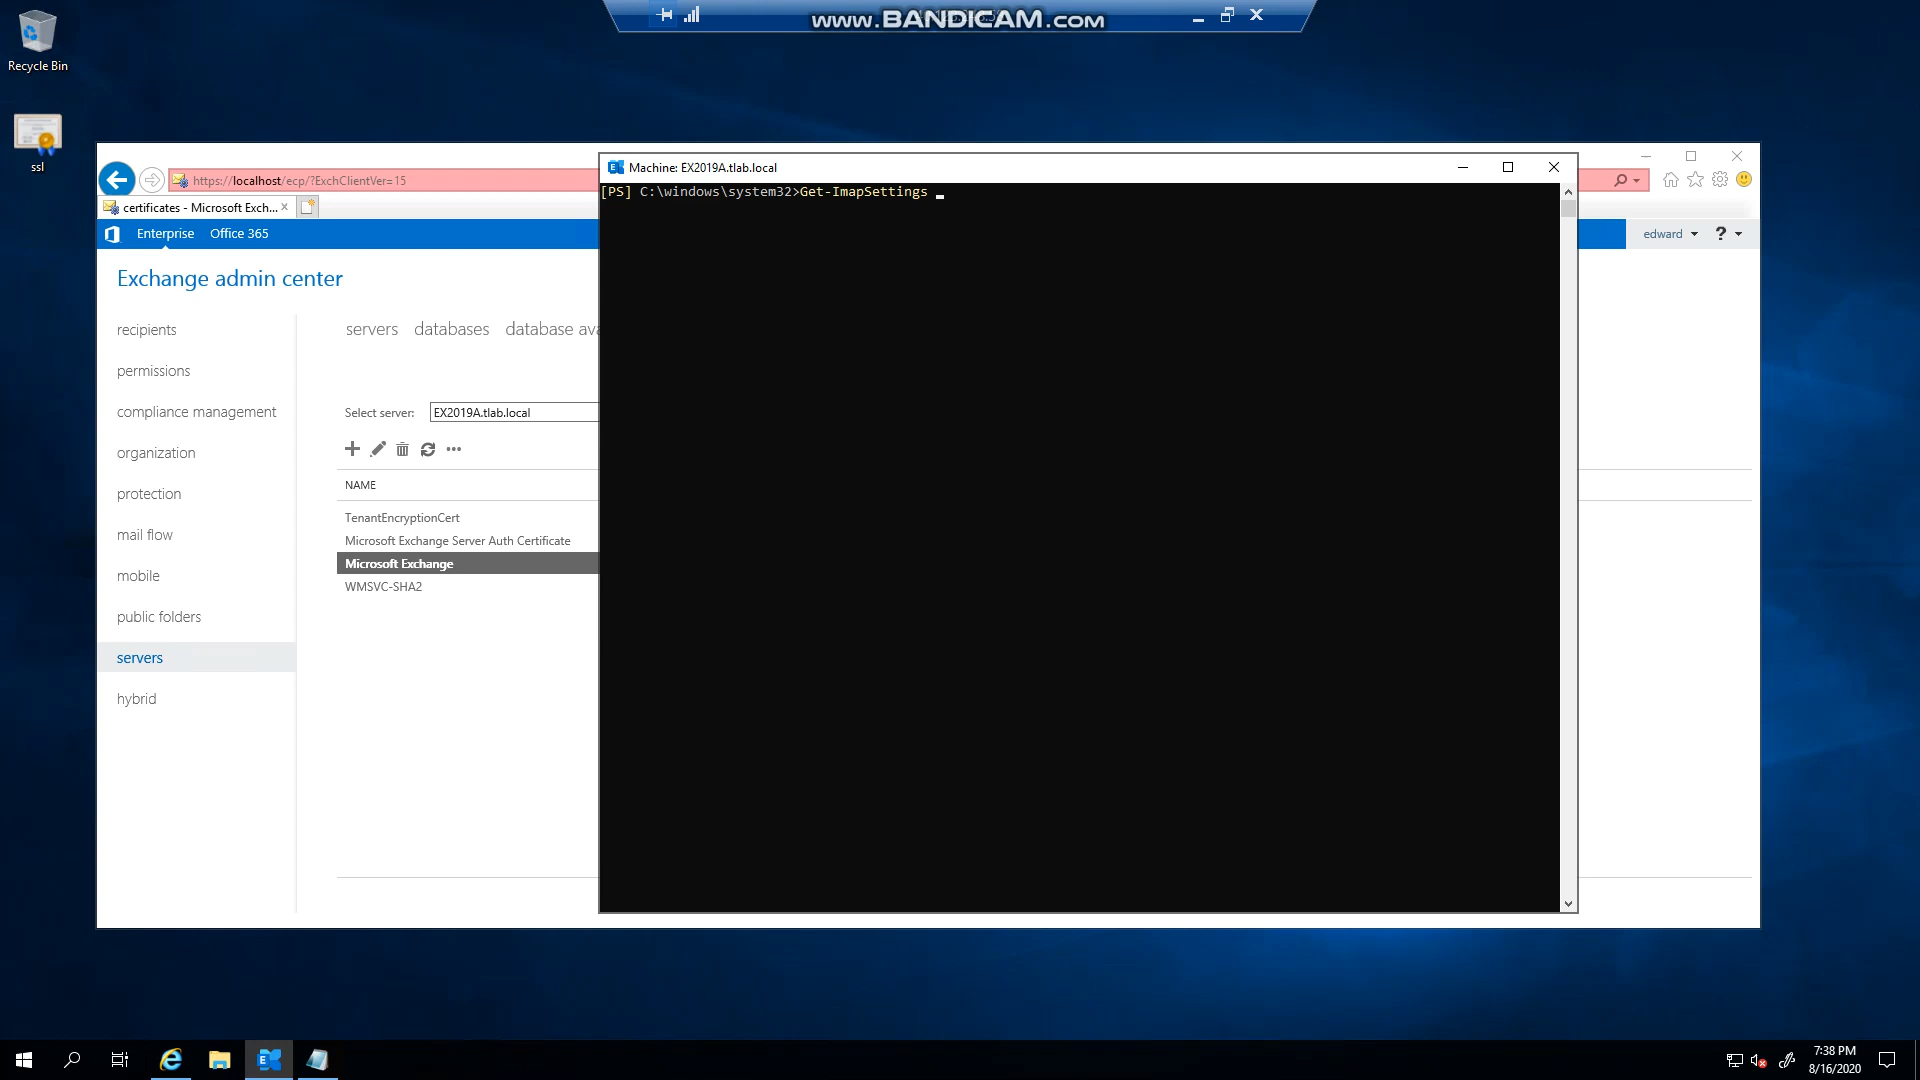 www.BANDICAM.com
Recycle Bin
ssl
https://localhost/ecp/?ExchClientVer=15
certificates - Microsoft Exch...
Enterprise Office 365
edward
?
Exchange admin center
recipients
permissions
compliance management
organization
protection
mail flow
mobile
public folders
servers
hybrid
servers databases database ava
Select server: EX2019A.tlab.local
NAME
TenantEncryptionCert
Microsoft Exchange Server Auth Certificate
Microsoft Exchange
WMSVC-SHA2
Machine: EX2019A.tlab.local
[PS] C:\windows\system32>Get-ImapSettings
7:38 PM
8/16/2020